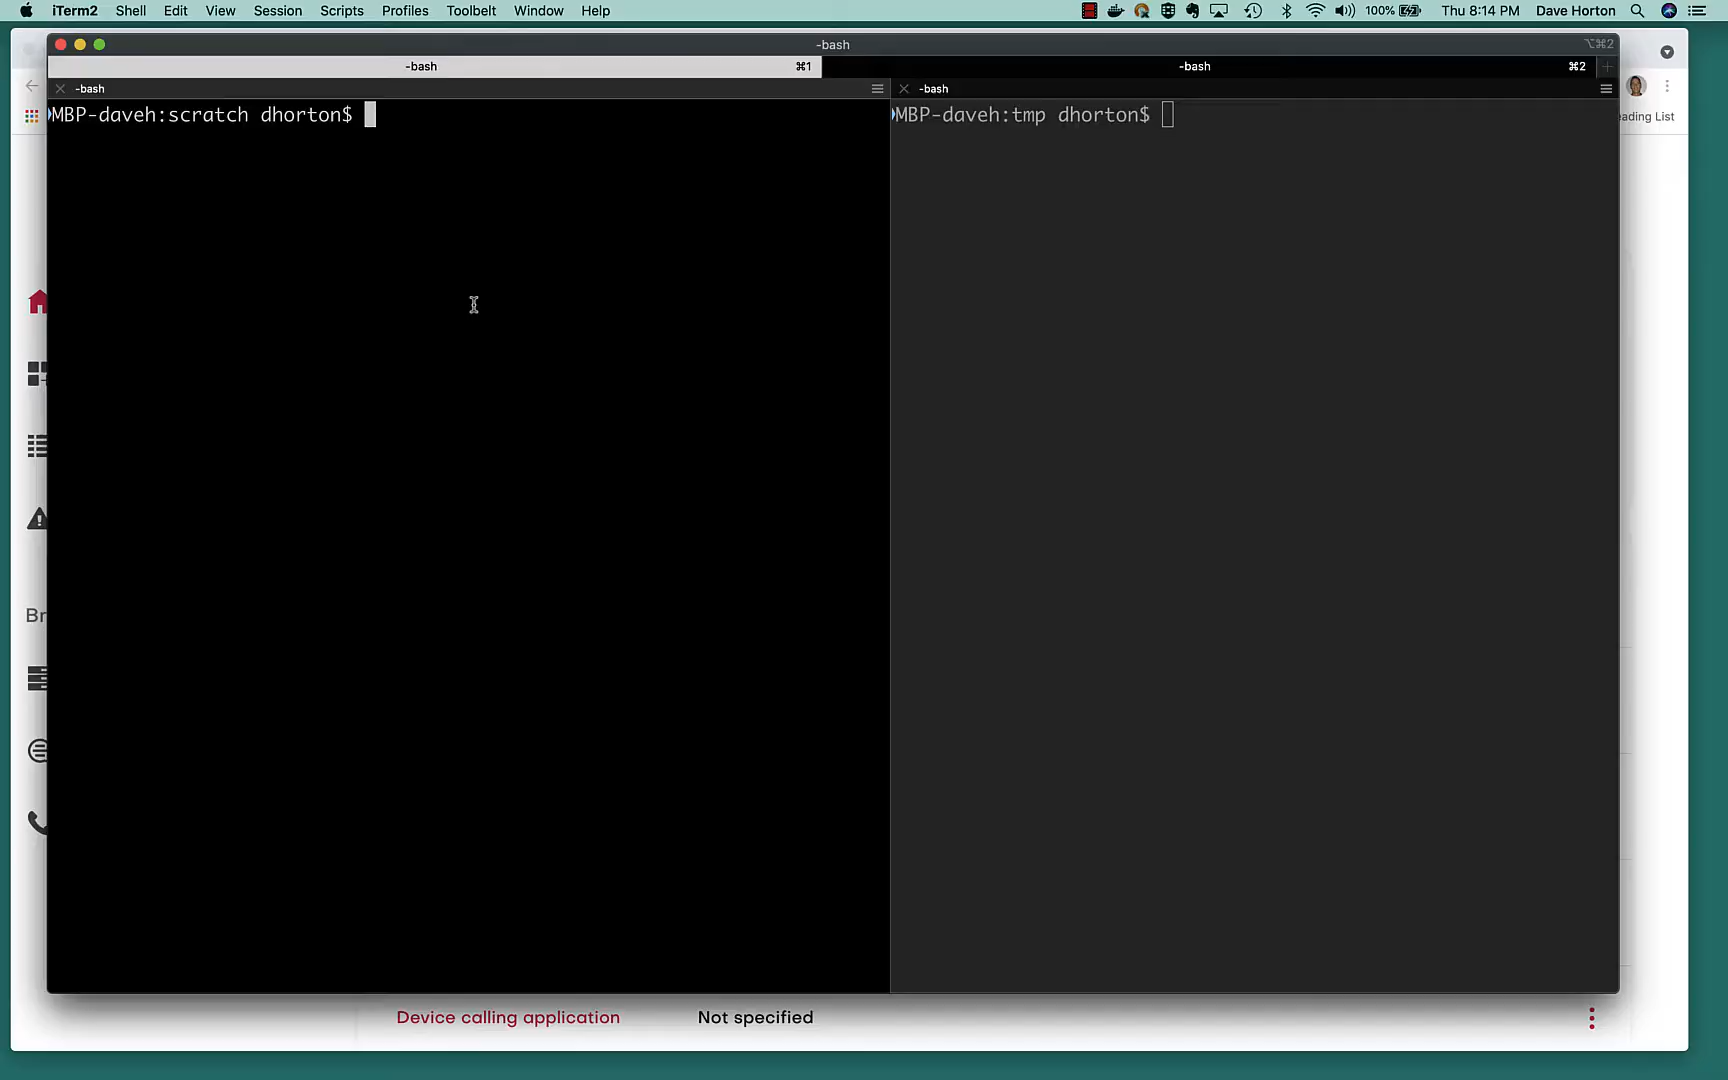 iTerm2 Shell Edit View Session Scripts Profiles Toolbelt Window Help 100% Thu 8:14 PM Dave Horton
-bash ⌥⌘2
-bash ⌘1 -bash ⌘2
-bash -bash
MBP-daveh:scratch dhorton$ MBP-daveh:tmp dhorton$
eading List
Br
Device calling application Not specified